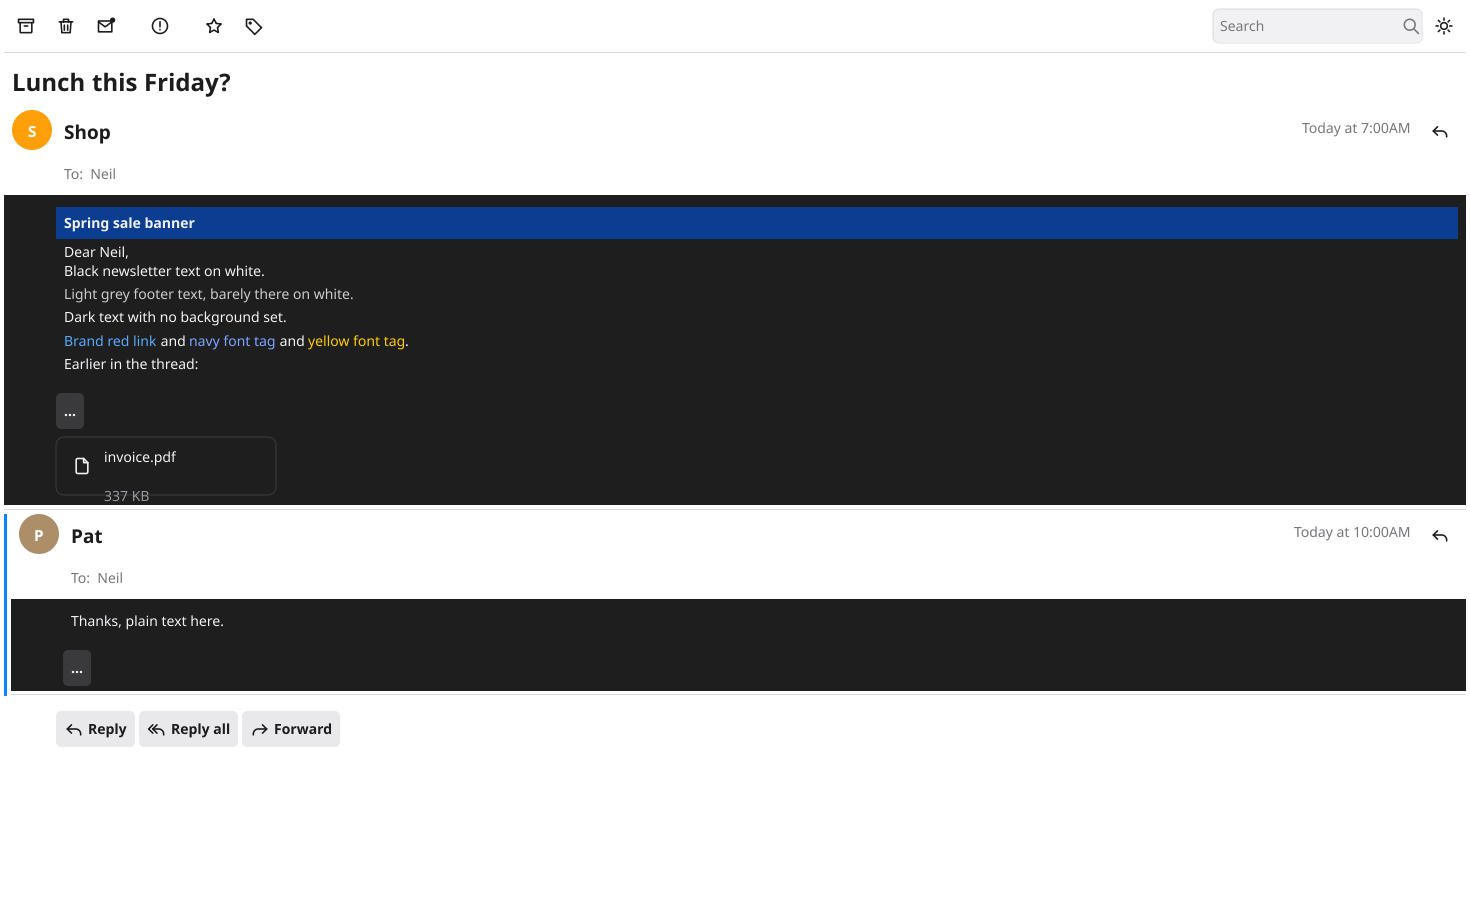 Search
Lunch this Friday?
S
Shop
Today at 7:00AM
To: Neil
Spring sale banner
Dear Neil,
Black newsletter text on white.
Light grey footer text, barely there on white.
Dark text with no background set.
Brand red link and navy font tag and yellow font tag.
Earlier in the thread:
...
invoice.pdf
337 KB
P
Pat
Today at 10:00AM
To: Neil
Thanks, plain text here.
...
Reply
Reply all
Forward